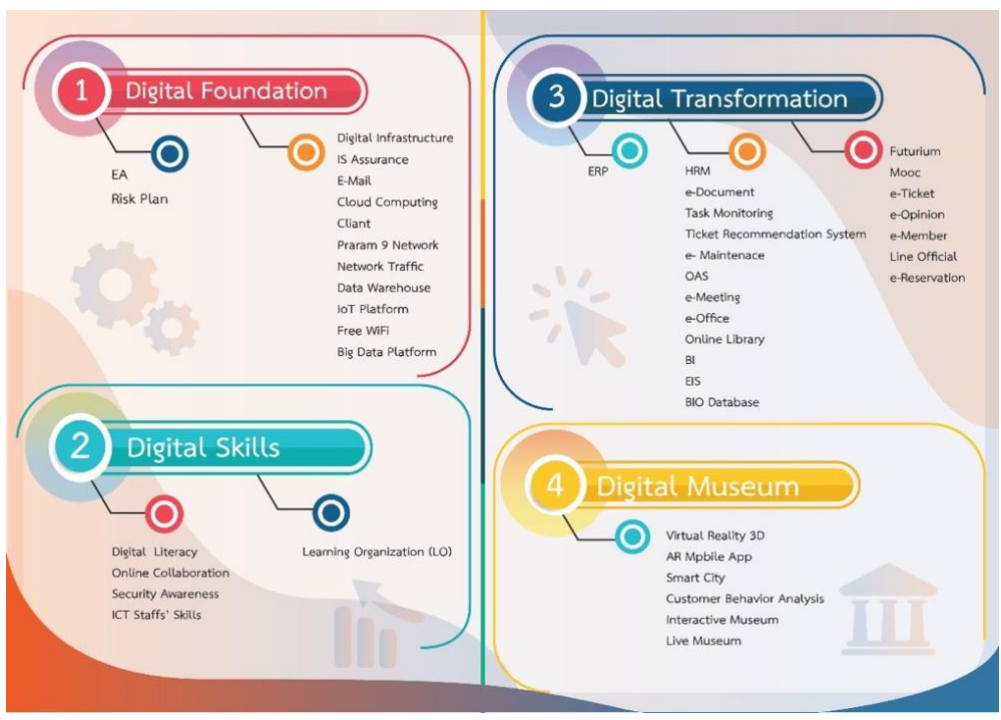 1
Digital Foundation
EA
Risk Plan
Digital Infrastructure
IS Assurance
E-Mail
Cloud Computing
Cliant
Praram 9 Network
Network Traffic
Data Warehouse
IoT Platform
Free WiFi
Big Data Platform
2
Digital Skills
Digital Literacy
Online Collaboration
Security Awareness
ICT Staffs' Skills
Learning Organization (LO)
3
Digital Transformation
ERP
HRM
e-Document
Task Monitoring
Ticket Recommendation System
e- Maintenace
OAS
e-Meeting
e-Office
Online Library
BI
EIS
BIO Database
Futurium
Mooc
e-Ticket
e-Opinion
e-Member
Line Official
e-Reservation
4
Digital Museum
Virtual Reality 3D
AR Mpbile App
Smart City
Customer Behavior Analysis
Interactive Museum
Live Museum